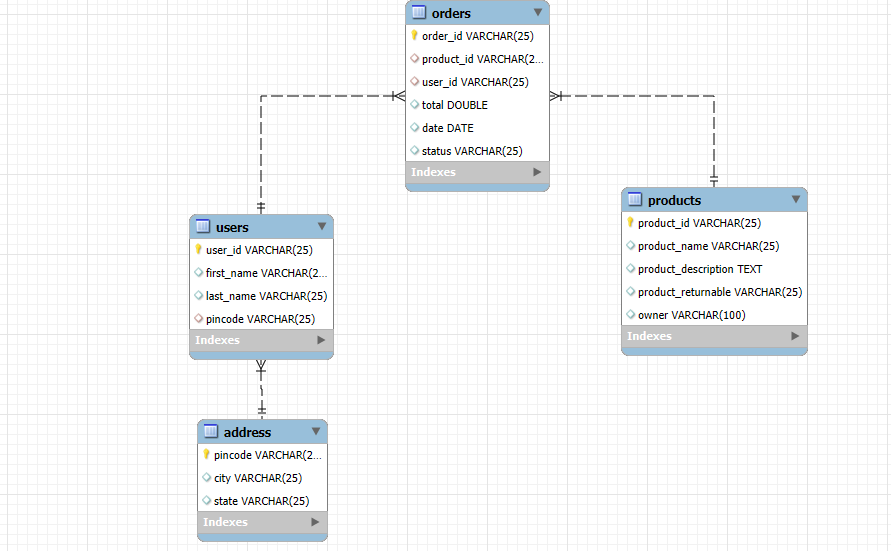 orders
order_id VARCHAR(25)
product_id VARCHAR(2...
user_id VARCHAR(25)
total DOUBLE
date DATE
status VARCHAR(25)
Indexes
users
user_id VARCHAR(25)
first_name VARCHAR(2...
last_name VARCHAR(25)
pincode VARCHAR(25)
Indexes
products
product_id VARCHAR(25)
product_name VARCHAR(25)
product_description TEXT
product_returnable VARCHAR(25)
owner VARCHAR(100)
Indexes
address
pincode VARCHAR(2...
city VARCHAR(25)
state VARCHAR(25)
Indexes